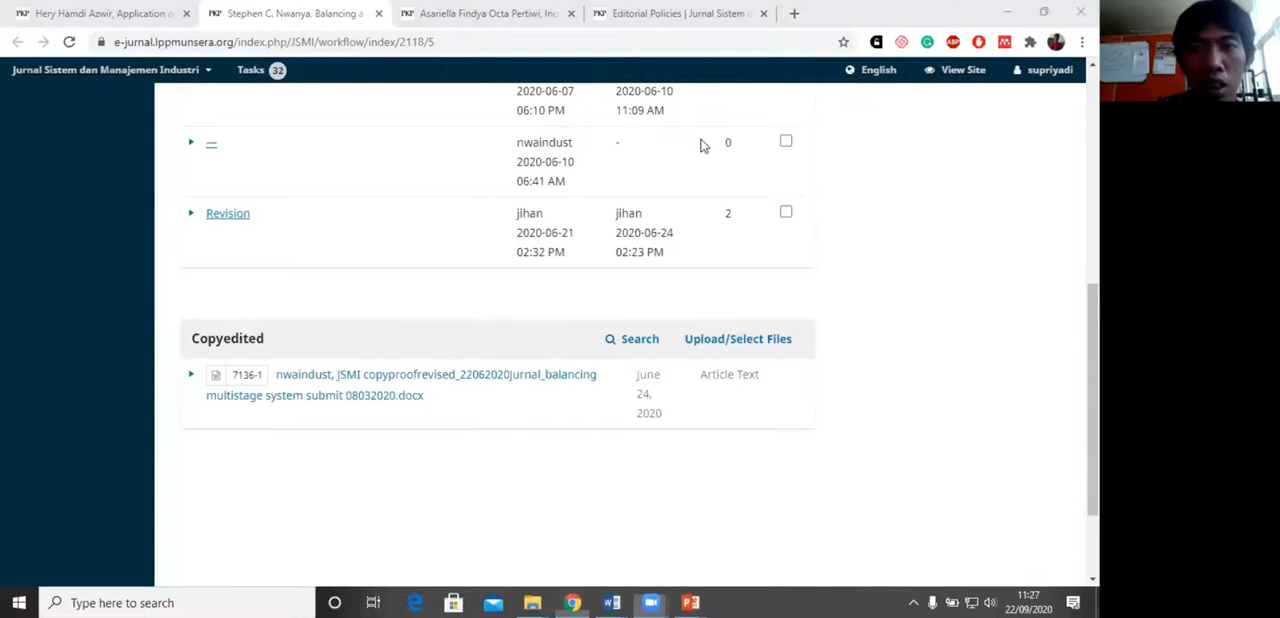 PKP Hery Hamdi Azwir, Application o
PKP Stephen C. Nwanya, Balancing a
PKP Asariella Findya Octa Pertiwi, Inc
PKP Editorial Policies | Jurnal Sistem d
e-jurnal.lppmunsera.org/index.php/JSMI/workflow/index/2118/5
ABP
Jurnal Sistem dan Manajemen Industri
Tasks 32
English
View Site
supriyadi
2020-06-07 2020-06-10
06:10 PM 11:09 AM
— nwaindust - 0
2020-06-10
06:41 AM
Revision jihan jihan 2
2020-06-21 2020-06-24
02:32 PM 02:23 PM
Copyedited Search Upload/Select Files
7136-1 nwaindust, JSMI copyproofrevised_22062020Jurnal_balancing June Article Text
multistage system submit 08032020.docx 24,
2020
Type here to search
11:27
22/09/2020